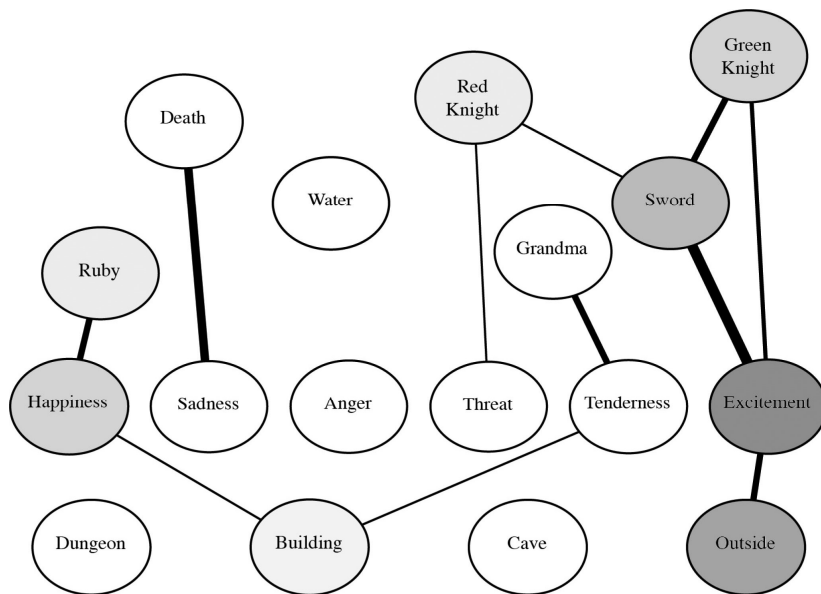 Green
Knight
Red
Knight
Death
Water
Sword
Grandma
Ruby
Happiness
Sadness
Anger
Threat
Tenderness
Excitement
Dungeon
Building
Cave
Outside